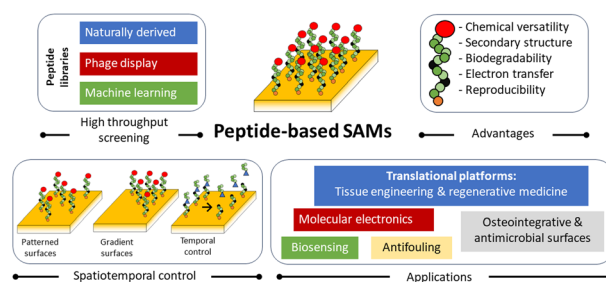 Peptide
libraries
Naturally derived
Phage display
Machine learning
High throughput
screening
Peptide-based SAMs
- Chemical versatility
- Secondary structure
- Biodegradability
- Electron transfer
- Reproducibility
Advantages
Patterned
surfaces
Gradient
surfaces
Temporal
control
Spatiotemporal control
Translational platforms:
Tissue engineering & regenerative medicine
Molecular electronics
Osteointegrative &
antimicrobial surfaces
Biosensing
Antifouling
Applications